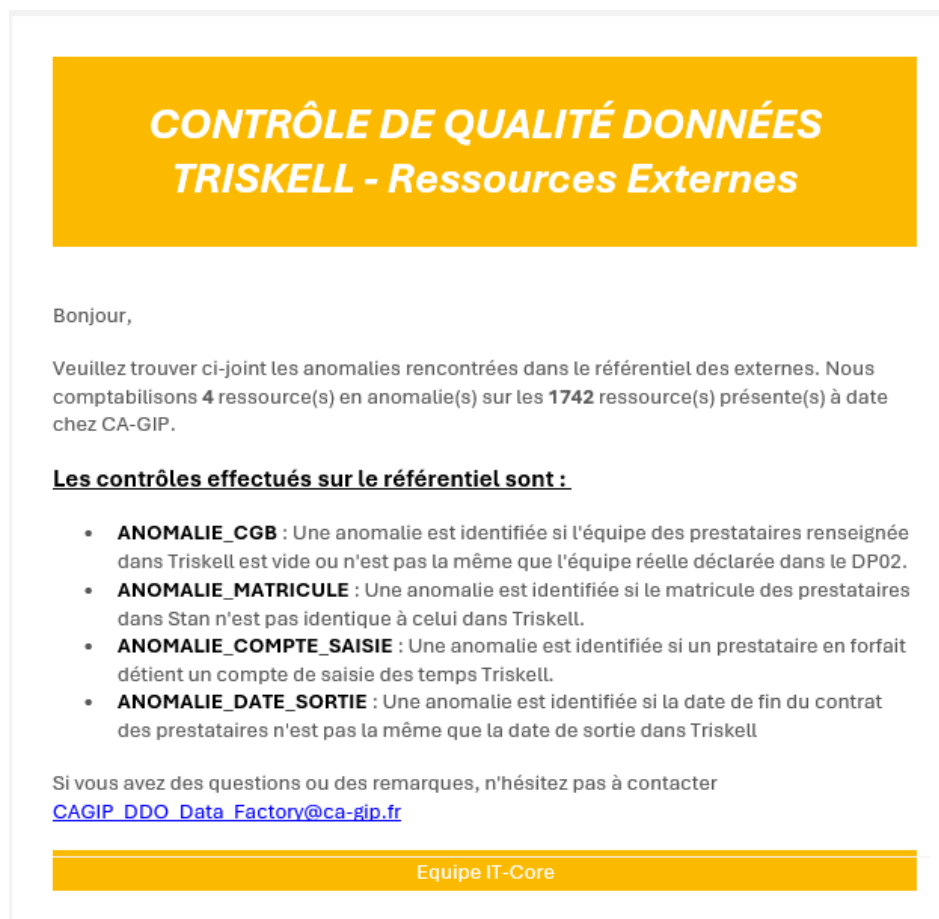 CONTRÔLE DE QUALITÉ DONNÉES
TRISKELL - Ressources Externes
Bonjour,
Veuillez trouver ci-joint les anomalies rencontrées dans le référentiel des externes. Nous
comptabilisons 4 ressource(s) en anomalie(s) sur les 1742 ressource(s) présente(s) à date
chez CA-GIP.
Les contrôles effectués sur le référentiel sont :
• ANOMALIE_CGB : Une anomalie est identifiée si l'équipe des prestataires renseignée
dans Triskell est vide ou n'est pas la même que l'équipe réelle déclarée dans le DP02.
• ANOMALIE_MATRICULE : Une anomalie est identifiée si le matricule des prestataires
dans Stan n'est pas identique à celui dans Triskell.
• ANOMALIE_COMPTE_SAISIE : Une anomalie est identifiée si un prestataire en forfait
détient un compte de saisie des temps Triskell.
• ANOMALIE_DATE_SORTIE : Une anomalie est identifiée si la date de fin du contrat
des prestataires n'est pas la même que la date de sortie dans Triskell
Si vous avez des questions ou des remarques, n'hésitez pas à contacter
CAGIP_DDO_Data_Factory@ca-gip.fr
Equipe IT-Core